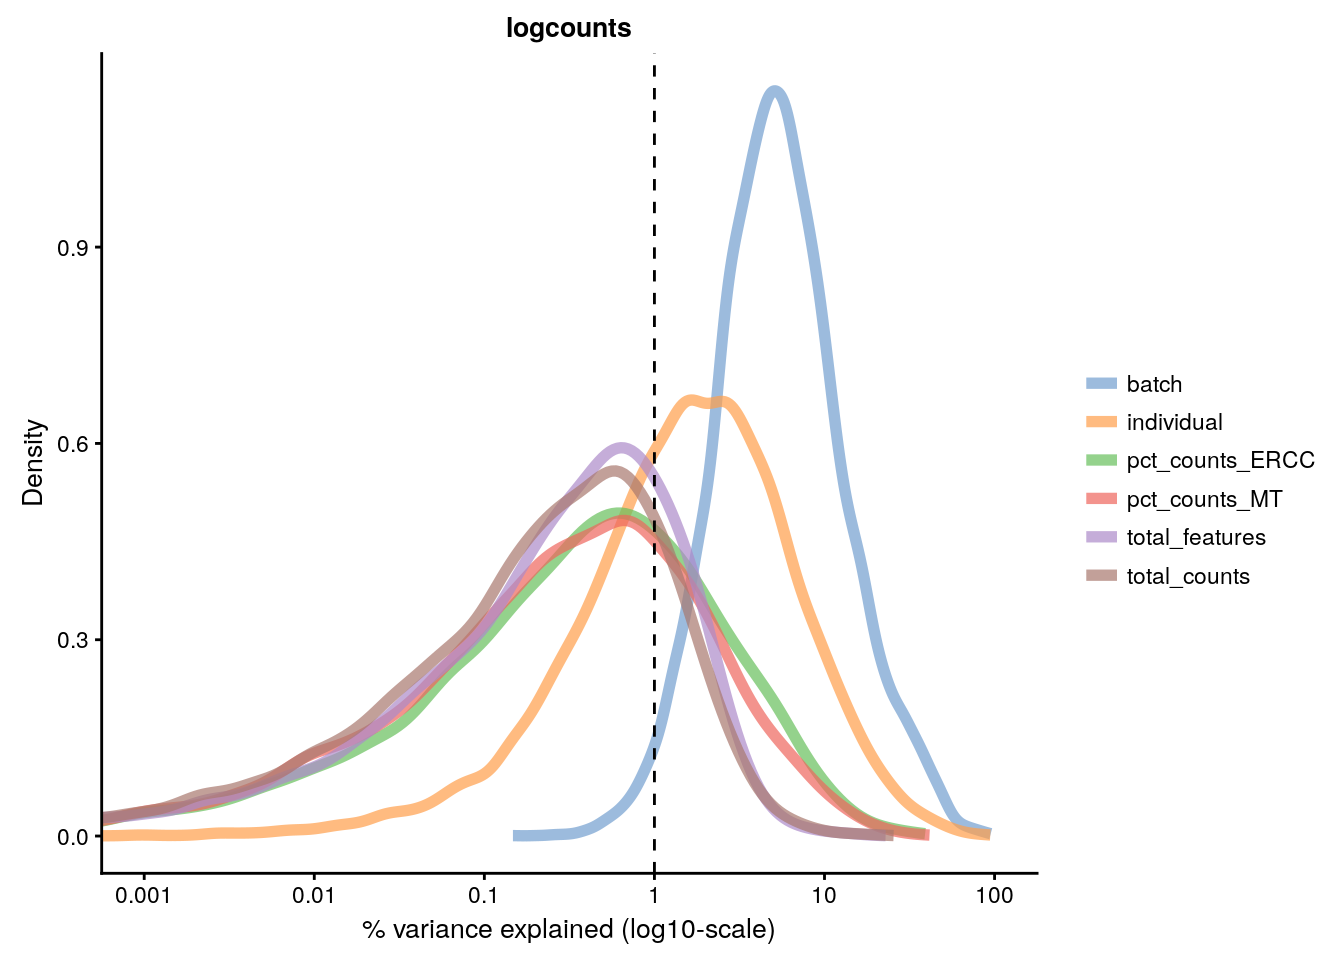 logcounts
Density
0.9
0.6
0.3
0.0
0.001
0.01
0.1
1
10
100
% variance explained (log10-scale)
batch
individual
pct_counts_ERCC
pct_counts_MT
total_features
total_counts